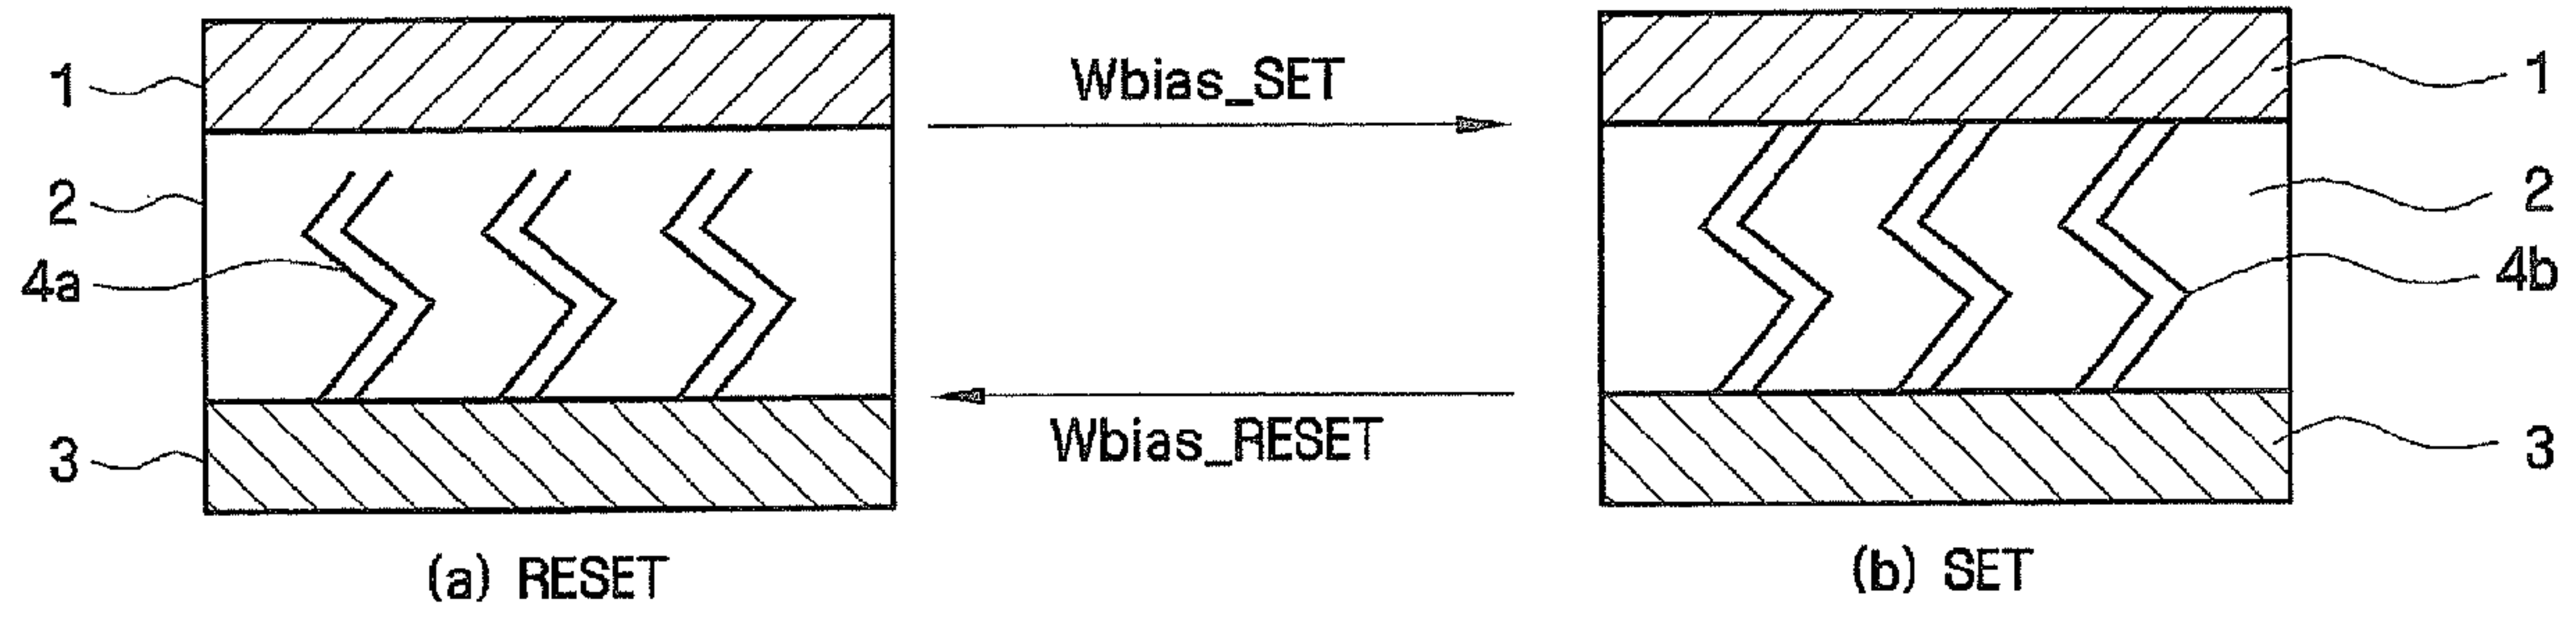 1
Wbias_SET
1
2
2
4a
4b
Wbias_RESET
3
3
(a) RESET
(b) SET